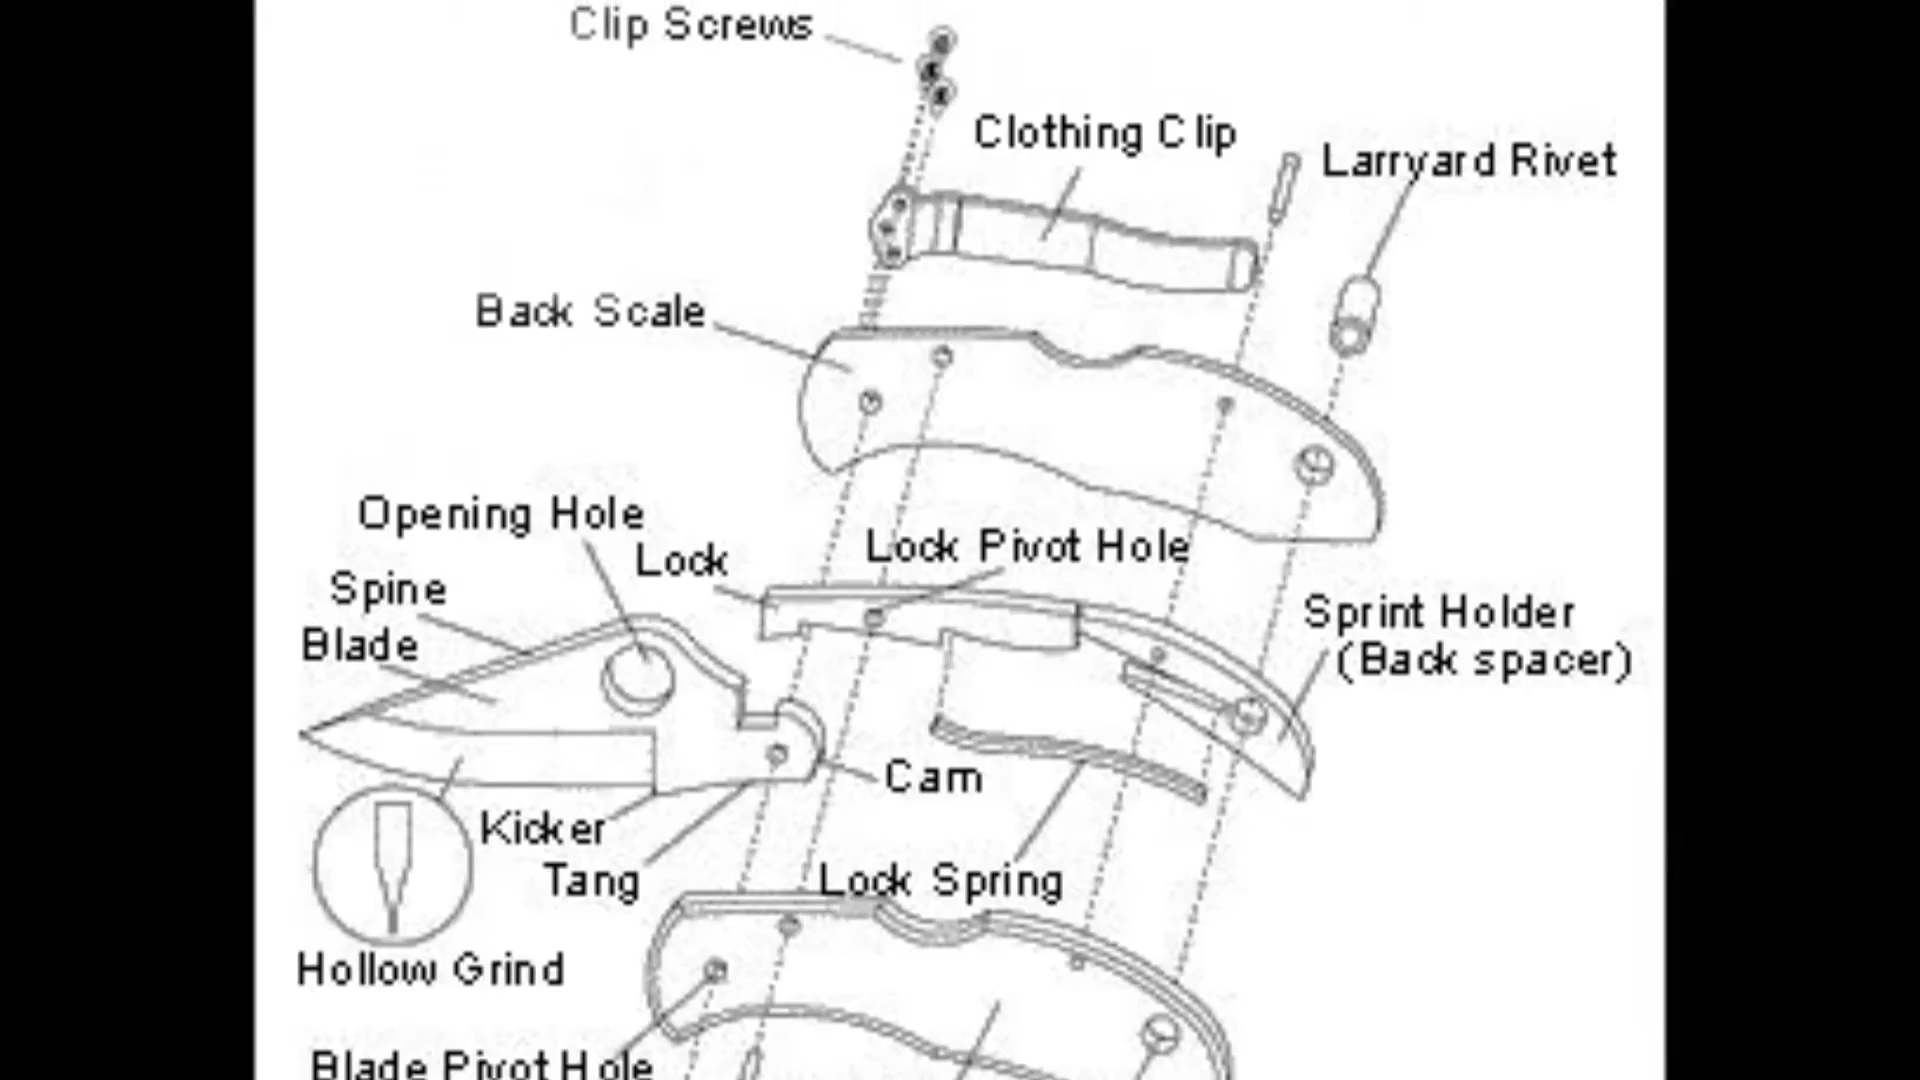 Clip Screws
Clothing Clip
Larryard Rivet
Back Scale
Opening Hole
Lock
Lock Pivot Hole
Spine
Blade
Sprint Holder
(Back spacer)
Cam
Kicker
Tang
Lock Spring
Hollow Grind
Blade Pivot Hole